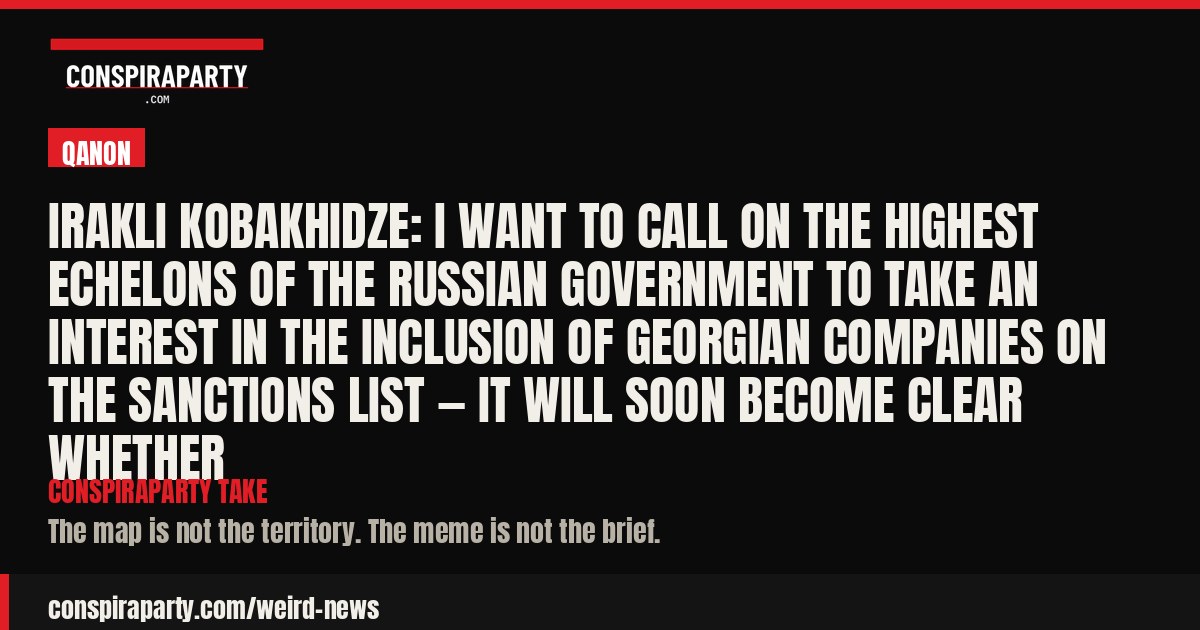 CONSPIRAPARTY
.COM
QANON
IRAKLI KOBAKHIDZE: I WANT TO CALL ON THE HIGHEST
ECHELONS OF THE RUSSIAN GOVERNMENT TO TAKE AN
INTEREST IN THE INCLUSION OF GEORGIAN COMPANIES ON
THE SANCTIONS LIST – IT WILL SOON BECOME CLEAR
WHETHER
CONSPIRAPARTY TAKE
The map is not the territory. The meme is not the brief.
conspiraparty.com/weird-news